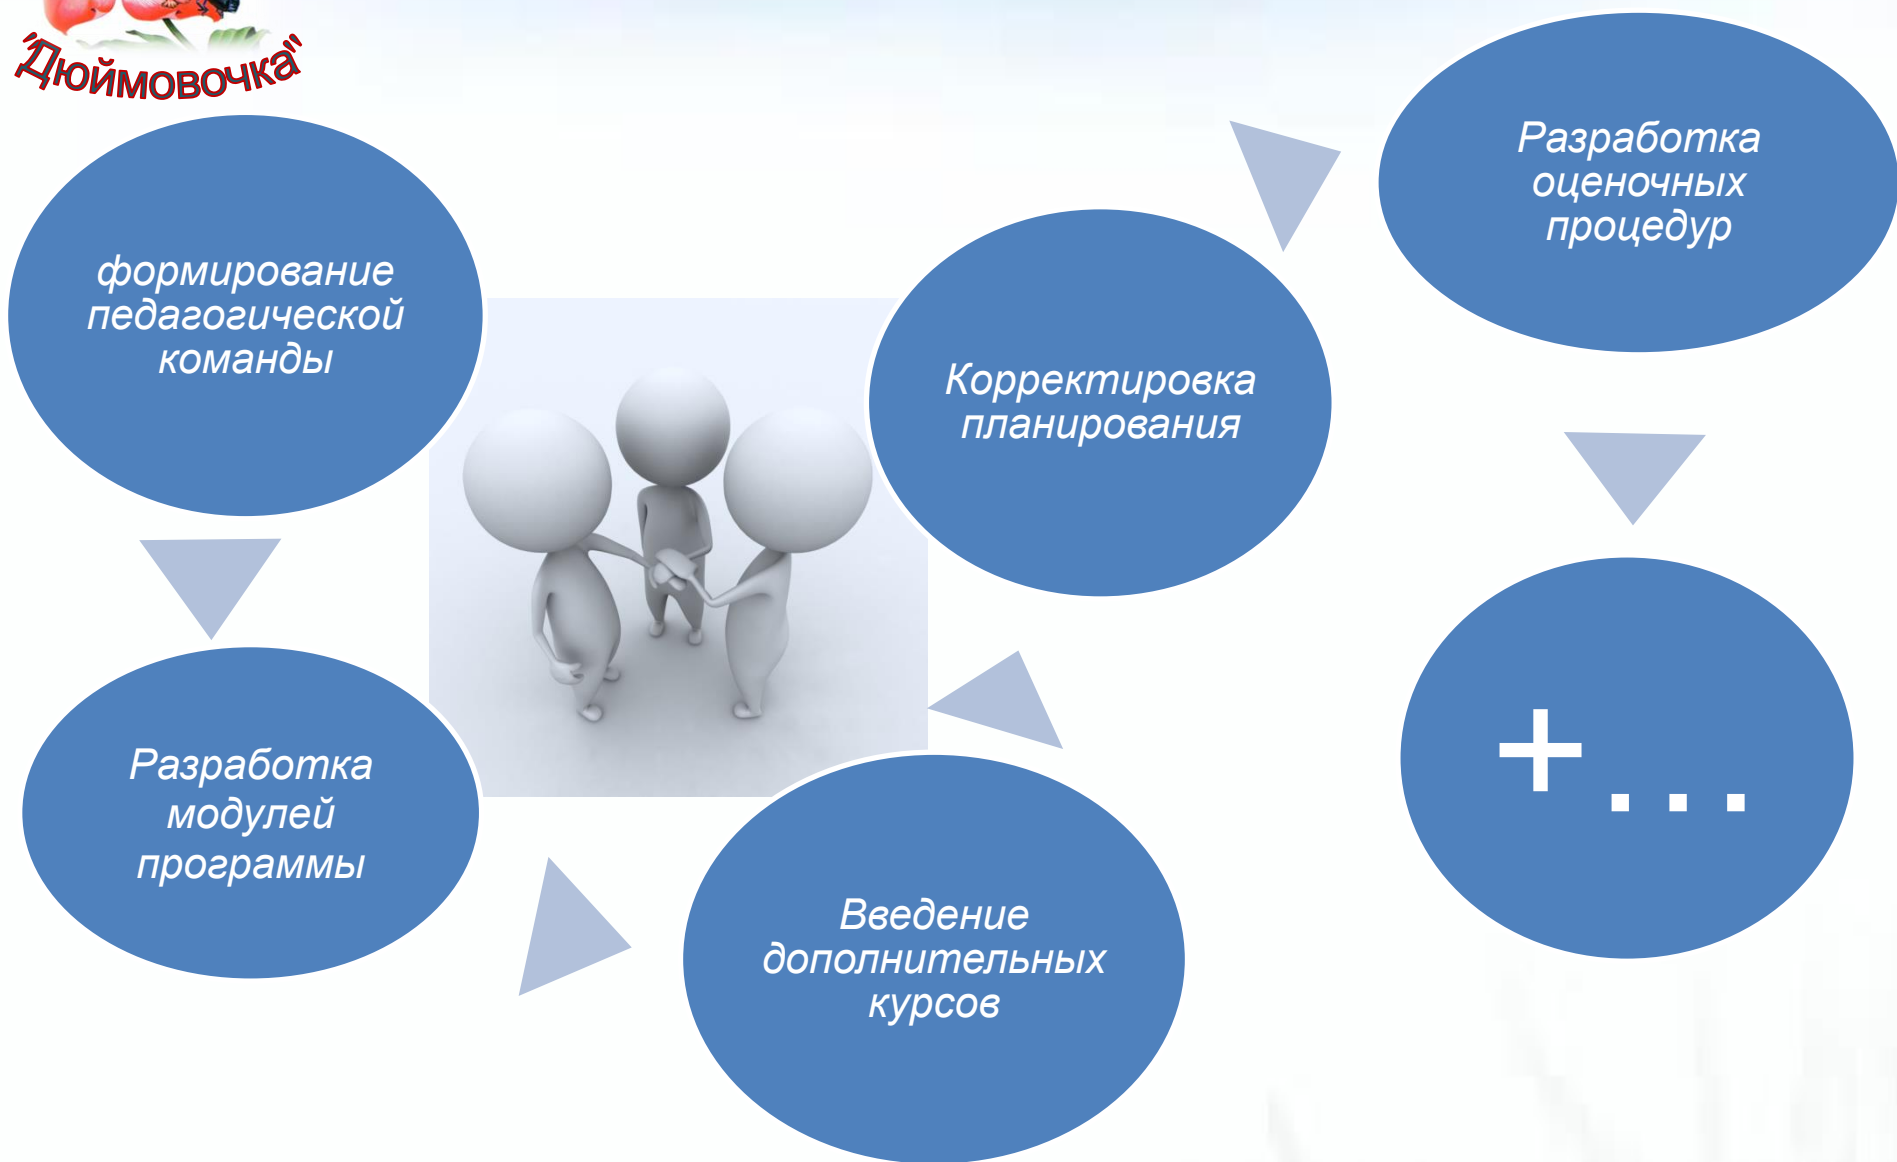 "Дюймовочка"
формирование
педагогической
команды
Разработка
модулей
программы
Введение
дополнительных
курсов
Корректировка
планирования
Разработка
оценочных
процедур
+...